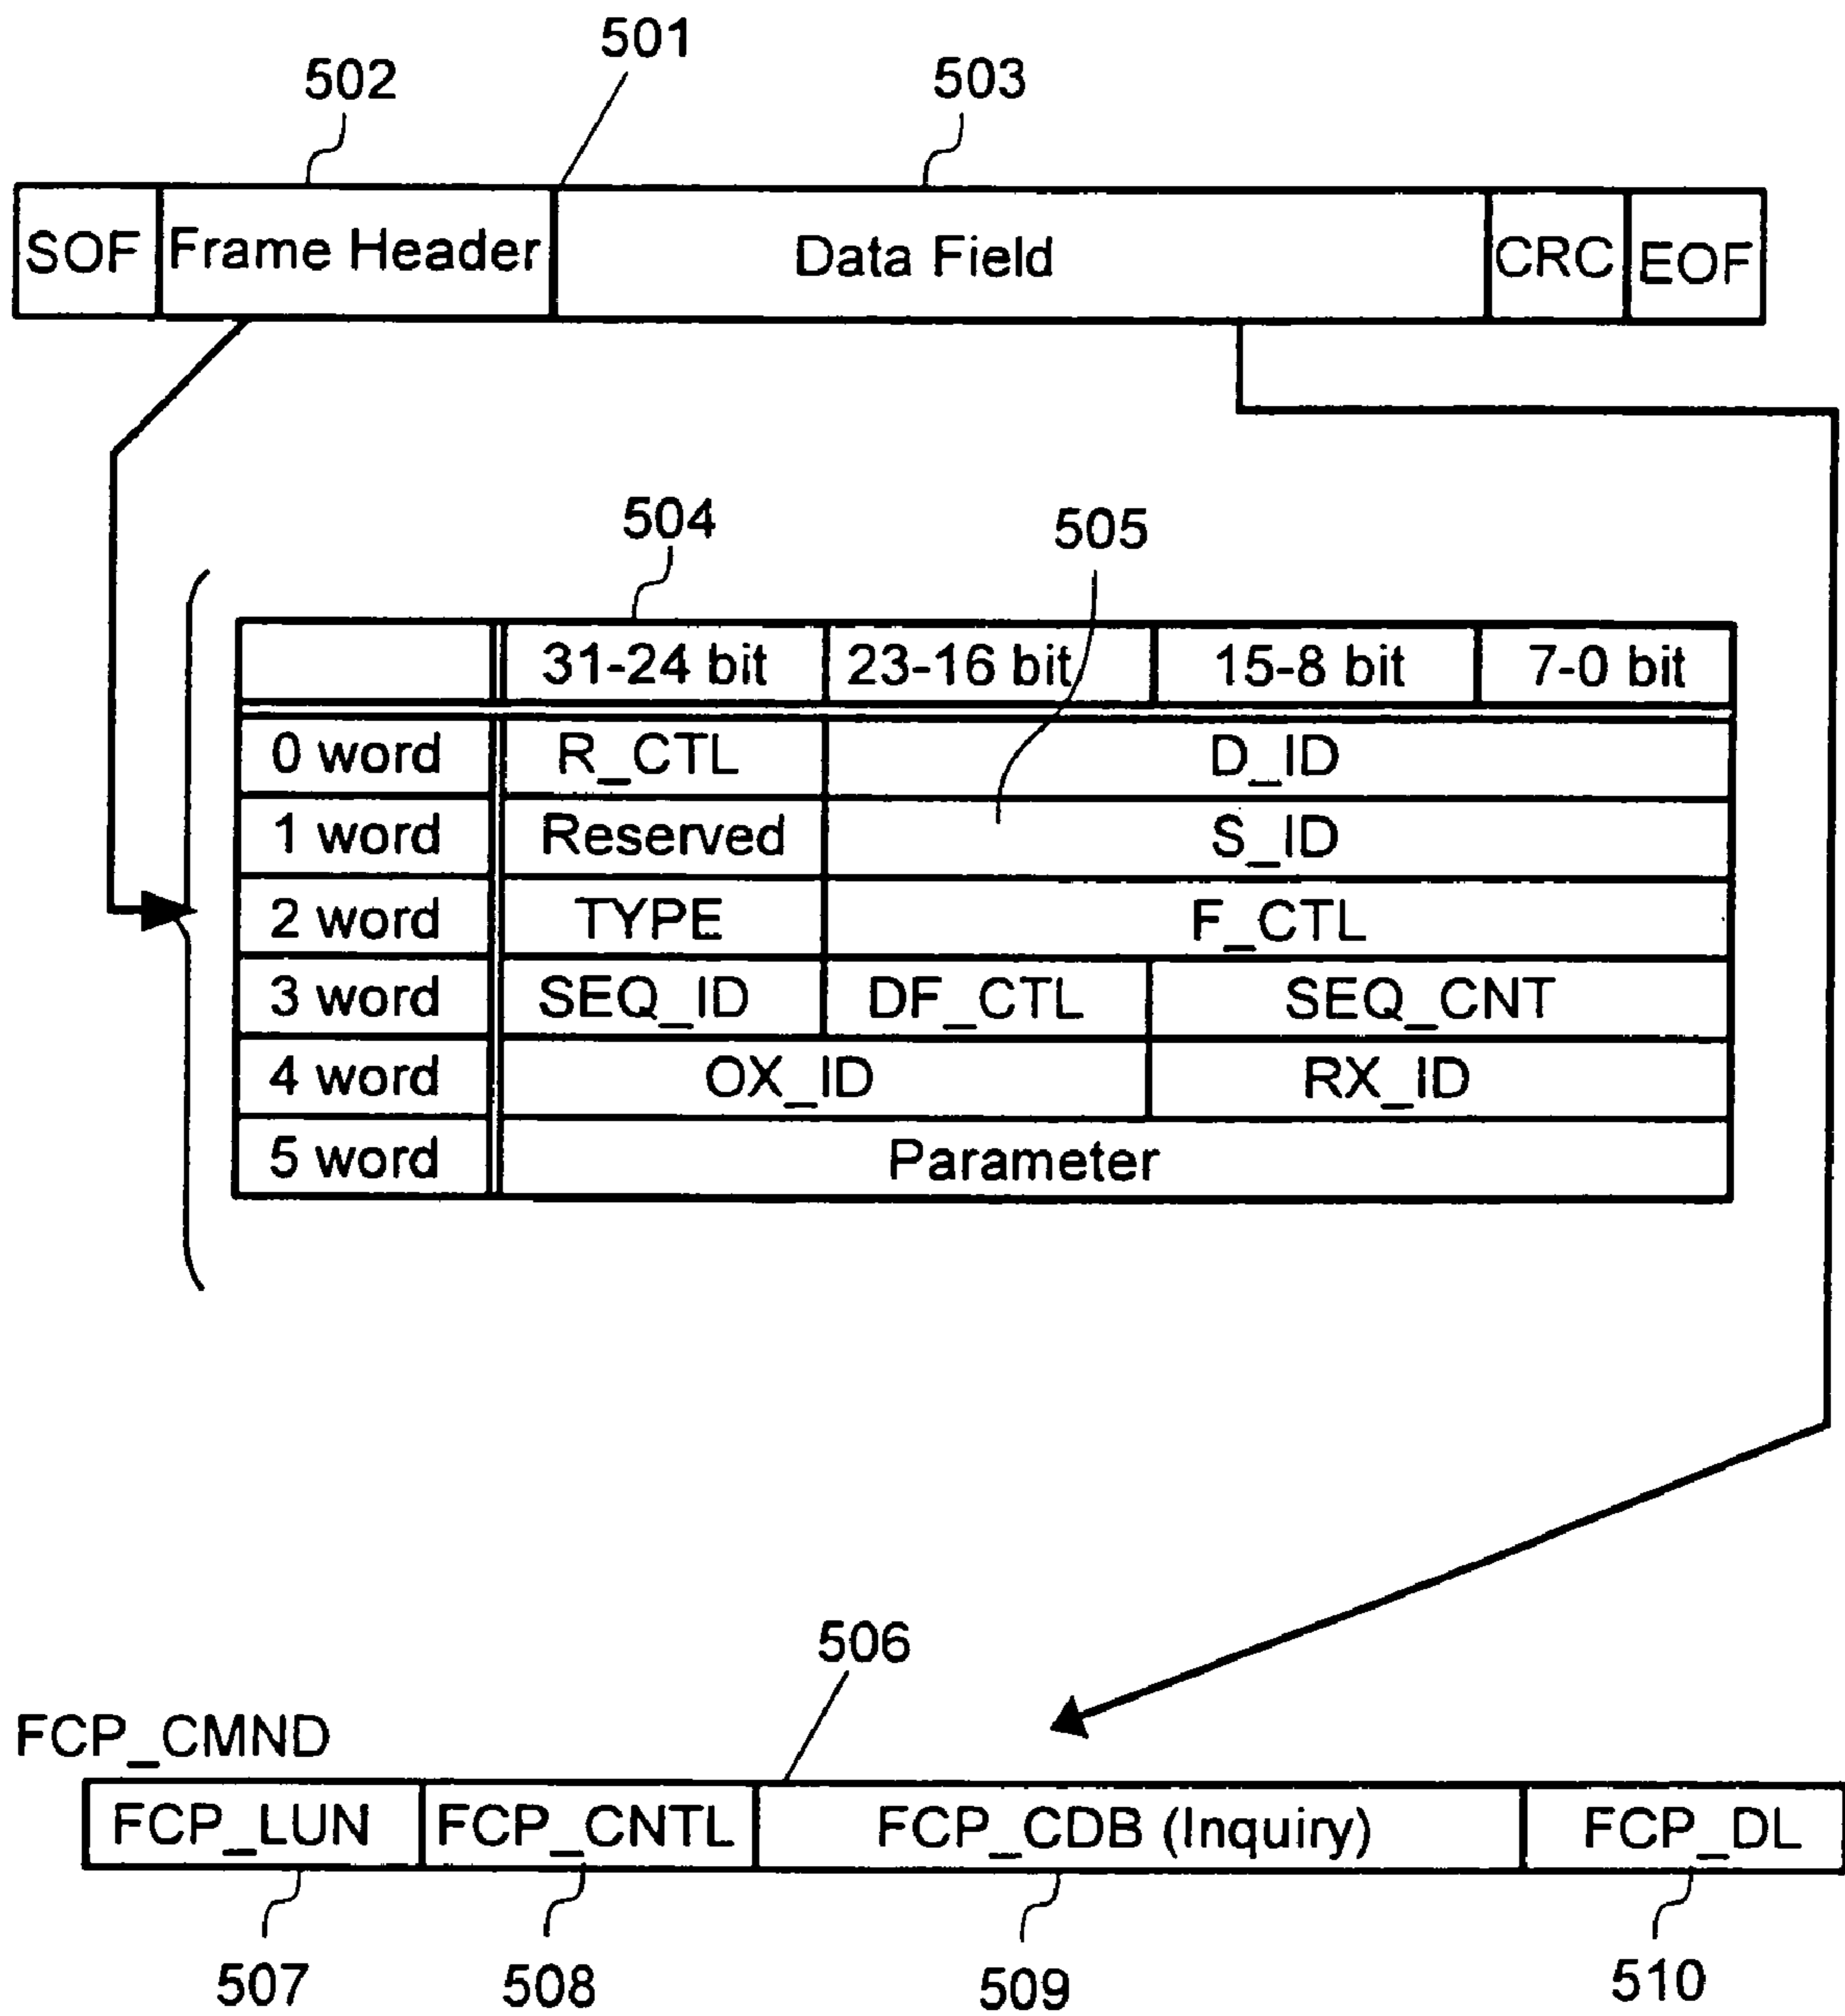 501
502 503
SOF Frame Header Data Field CRC EOF
504 505
31-24 bit 23-16 bit 15-8 bit 7-0 bit
0 word R_CTL D_ID
1 word Reserved S_ID
2 word TYPE F_CTL
3 word SEQ_ID DF_CTL SEQ_CNT
4 word OX_ID RX_ID
5 word Parameter
506
FCP_CMND
FCP_LUN FCP_CNTL FCP_CDB (Inquiry) FCP_DL
507 508 509 510